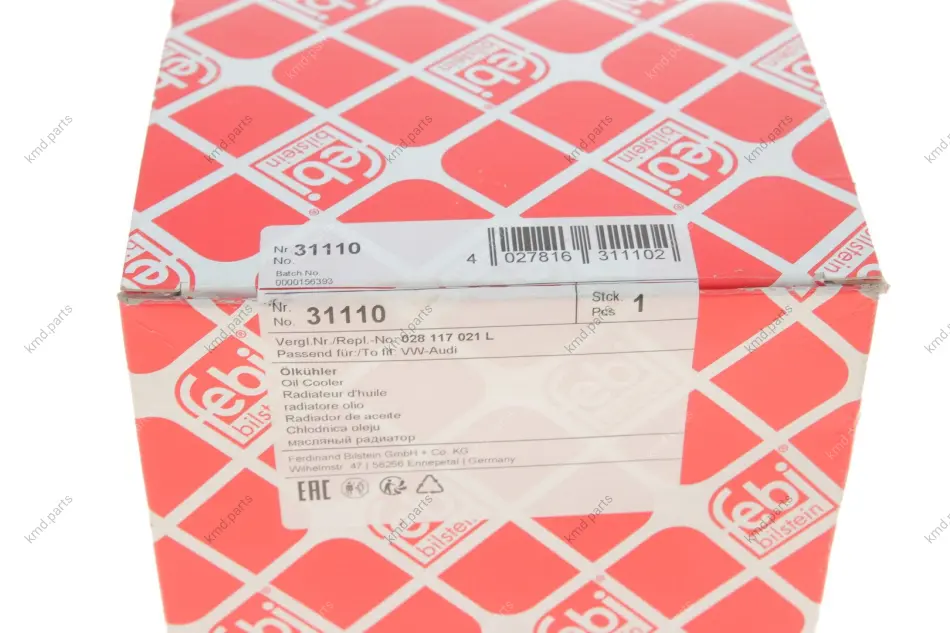 febi
bilstein
Nr.
No. 31110
Batch No.
0000156393
4 027816 311102
Nr.
No. 31110
Stck.
Pcs 1
Vergl.Nr./Repl.-No. 028 117 021 L
Passend für:/To fit: VW-Audi
Ölkühler
Oil Cooler
Radiateur d'huile
radiatore olio
Radiador de aceite
Chłodnica oleju
масляный радиатор
Ferdinand Bilstein GmbH + Co. KG
Wilhelmstr. 47 | 58256 Ennepetal | Germany
EAC
febi
bilstein
kmd.parts